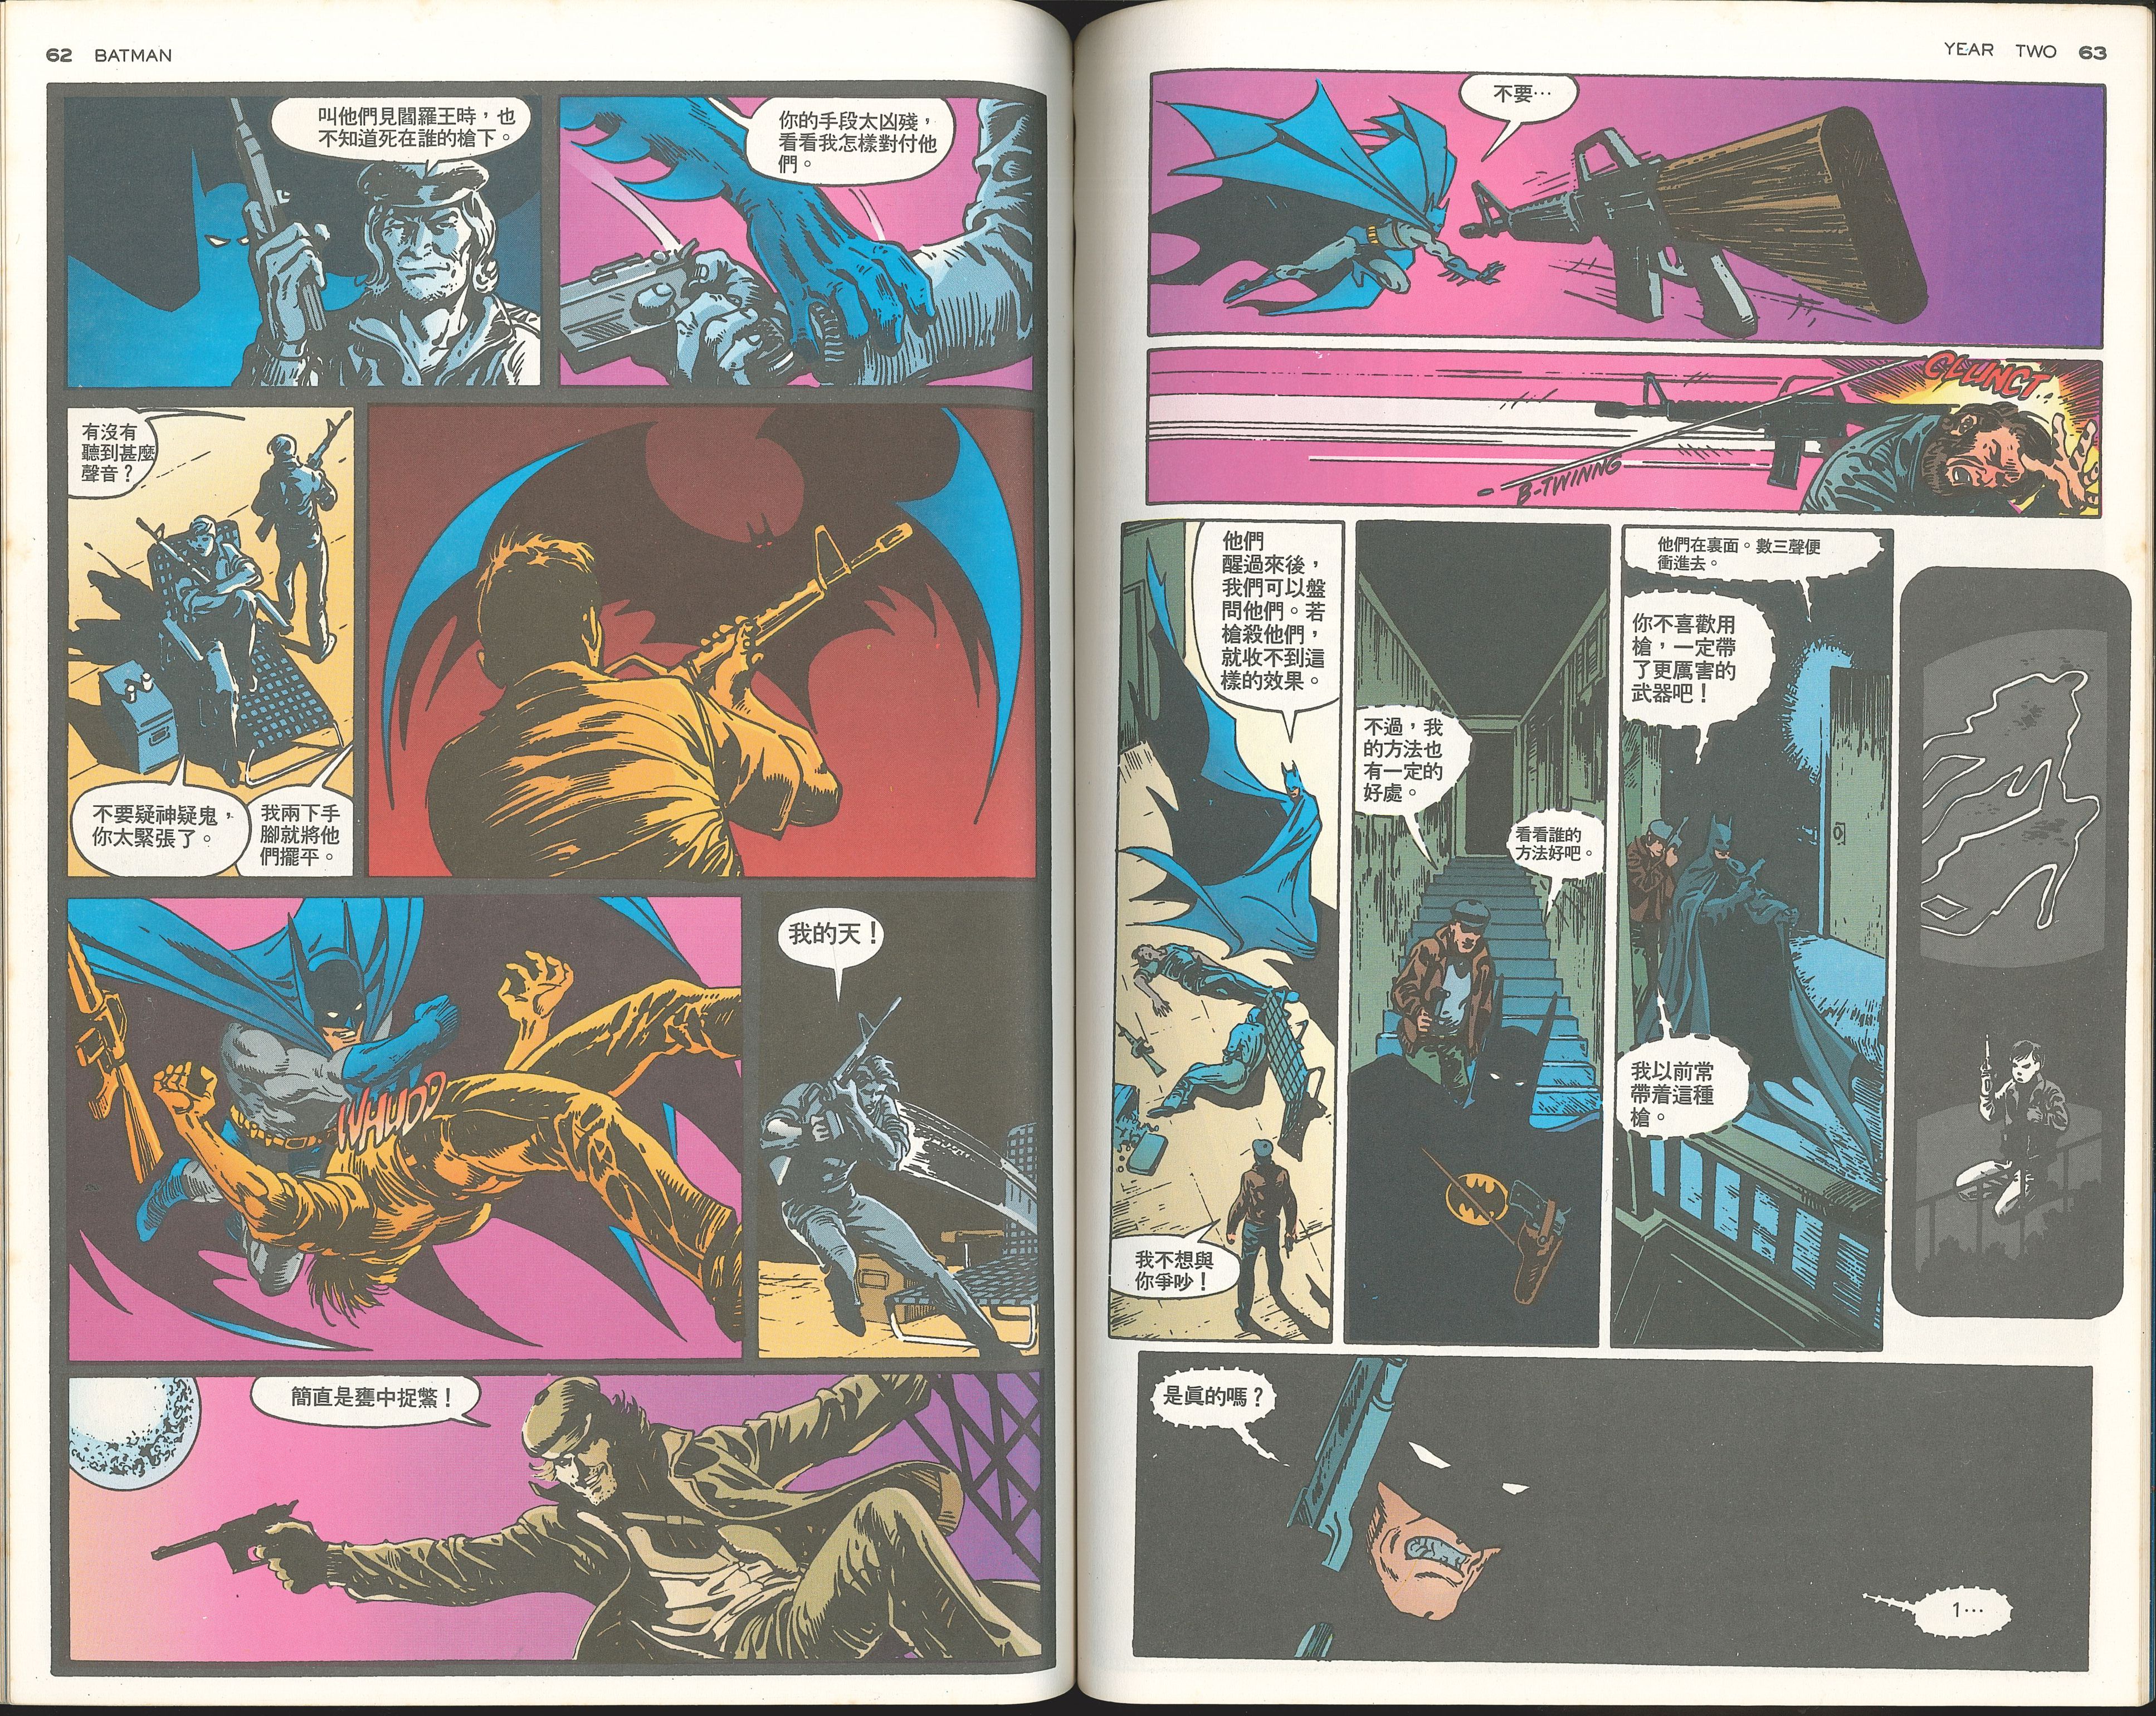 62 BATMAN
叫他們見閻羅王時，也
不知道死在誰的槍下。
你的手段太凶殘，
看看我怎樣對付他
們。
有沒有
聽到甚麼
聲音？
不要疑神疑鬼，
你太緊張了。
我兩下手
腳就將他
們擺平。
WHUDD
我的天！
簡直是甕中捉鱉！
YEAR TWO 63
不要…
CLUNCT
B-TWINNG
他們
醒過來後，
我們可以盤
問他們。若
槍殺他們，
就收不到這
樣的效果。
我不想與
你爭吵！
不過，我
的方法也
有一定的
好處。
看看誰的
方法好吧。
他們在裏面。數三聲便
衝進去。
你不喜歡用
槍，一定帶
了更厲害的
武器吧！
我以前常
帶着這種
槍。
是眞的嗎？
1…